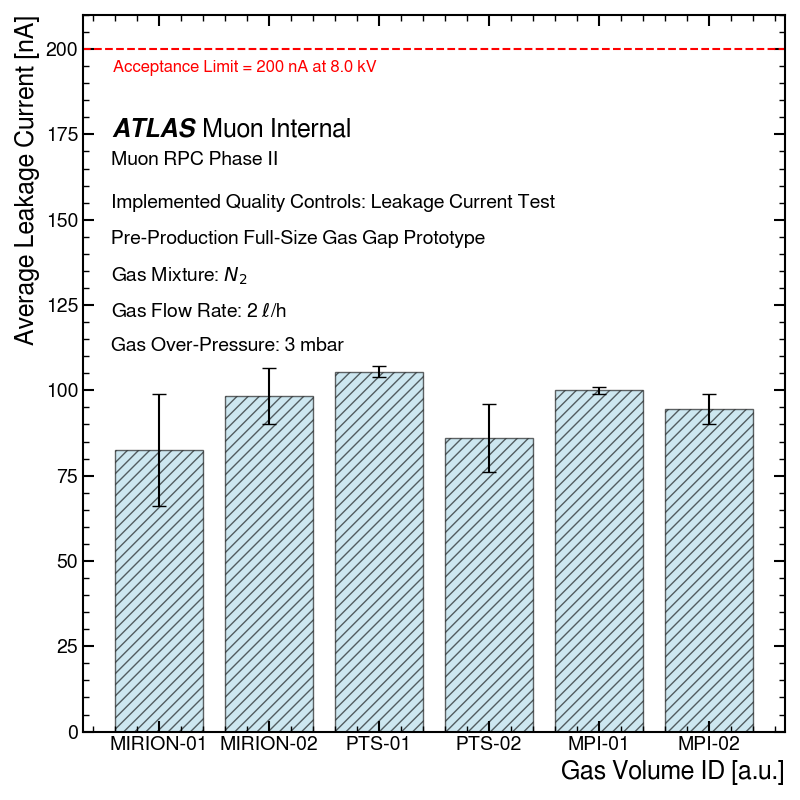 Average Leakage Current [nA]
200
175
150
125
100
75
50
25
0
Acceptance Limit = 200 nA at 8.0 kV
ATLAS Muon Internal
Muon RPC Phase II
Implemented Quality Controls: Leakage Current Test
Pre-Production Full-Size Gas Gap Prototype
Gas Mixture: N₂
Gas Flow Rate: 2 ℓ/h
Gas Over-Pressure: 3 mbar
MIRION-01 MIRION-02 PTS-01 PTS-02 MPI-01 MPI-02
Gas Volume ID [a.u.]